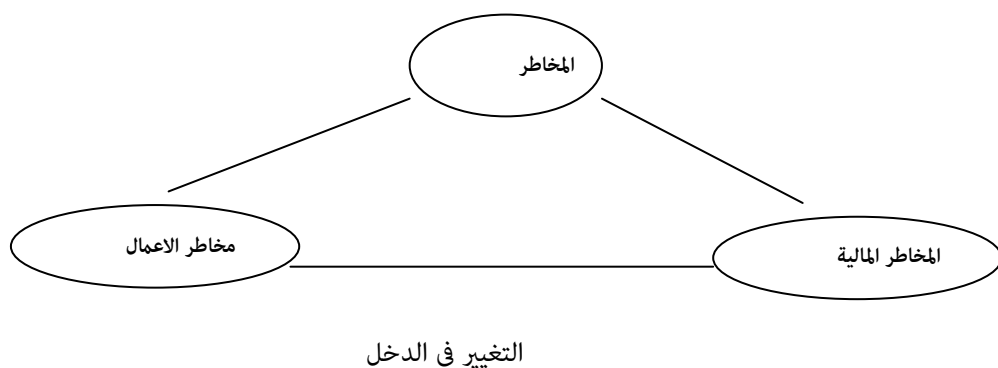 المخاطر
مخاطر الاعمال
المخاطر المالية
التغيير فى الدخل